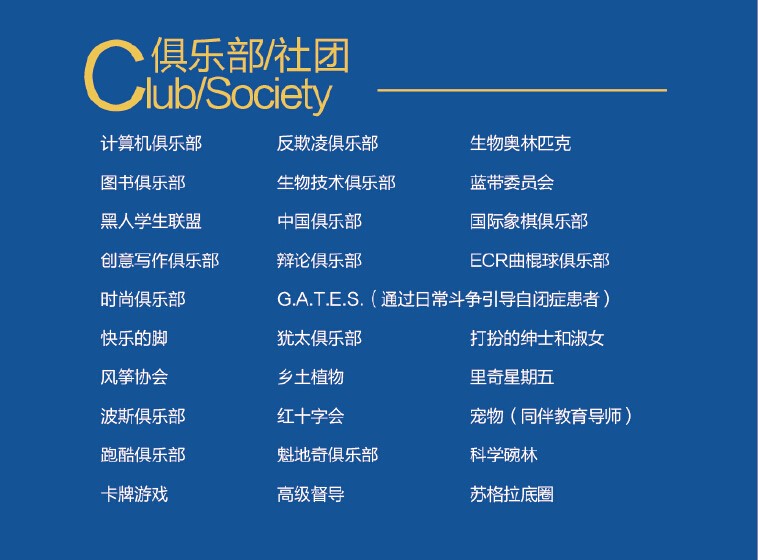 俱乐部/社团
Club/Society
计算机俱乐部 反欺凌俱乐部 生物奥林匹克
图书俱乐部 生物技术俱乐部 蓝带委员会
黑人学生联盟 中国俱乐部 国际象棋俱乐部
创意写作俱乐部 辩论俱乐部 ECR曲棍球俱乐部
时尚俱乐部 G.A.T.E.S.（通过日常斗争引导自闭症患者）
快乐的脚 犹太俱乐部 打扮的绅士和淑女
风筝协会 乡土植物 里奇星期五
波斯俱乐部 红十字会 宠物（同伴教育导师）
跑酷俱乐部 魁地奇俱乐部 科学碗林
卡牌游戏 高级督导 苏格拉底圈